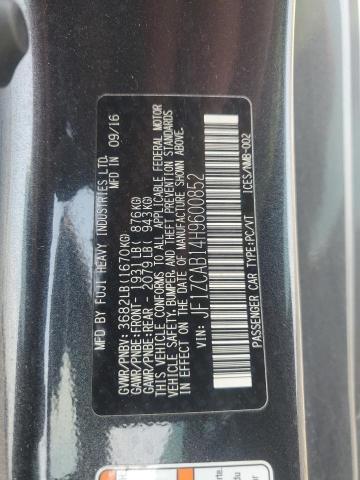 MFD BY FUJI HEAVY INDUSTRIES LTD.
MFD IN 09/16
GVWR/PNBV: 3682LB(1670KG)
GAWR/PNBE:FRONT- 1931LB( 876KG)
GAWR/PNBE:REAR - 2079LB( 943KG)
THIS VEHICLE CONFORMS TO ALL APPLICABLE FEDERAL MOTOR
VEHICLE SAFETY, BUMPER, AND THEFT PREVENTION STANDARDS
IN EFFECT ON THE DATE OF MANUFACTURE SHOWN ABOVE.
VIN: JF1ZCAB14H9600852
PASSENGER CAR TYPE:PC/VT ICES/NMB-002
rte.
du